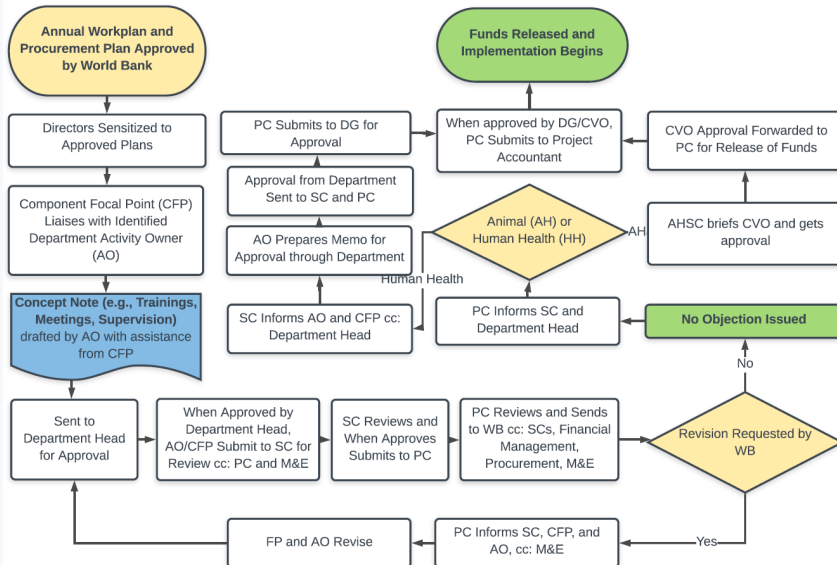 Annual Workplan and
Procurement Plan Approved
by World Bank
Directors Sensitized to
Approved Plans
Component Focal Point (CFP)
Liaises with Identified
Department Activity Owner
(AO)
Concept Note (e.g., Trainings,
Meetings, Supervision)
drafted by AO with assistance
from CFP
Sent to
Department Head
for Approval
When Approved by
Department Head,
AO/CFP Submit to SC for
Review cc: PC and M&E
SC Reviews and
When Approves
Submits to PC
PC Reviews and Sends
to WB cc: SCs, Financial
Management,
Procurement, M&E
Revision Requested by
WB
Yes
PC Informs SC, CFP, and
AO, cc: M&E
FP and AO Revise
No
No Objection Issued
PC Informs SC and
Department Head
Animal (AH) or
Human Health (HH)
AH
AHSC briefs CVO and gets
approval
CVO Approval Forwarded to
PC for Release of Funds
Human Health
SC Informs AO and CFP cc:
Department Head
AO Prepares Memo for
Approval through Department
Approval from Department
Sent to SC and PC
PC Submits to DG for
Approval
When approved by DG/CVO,
PC Submits to Project
Accountant
Funds Released and
Implementation Begins